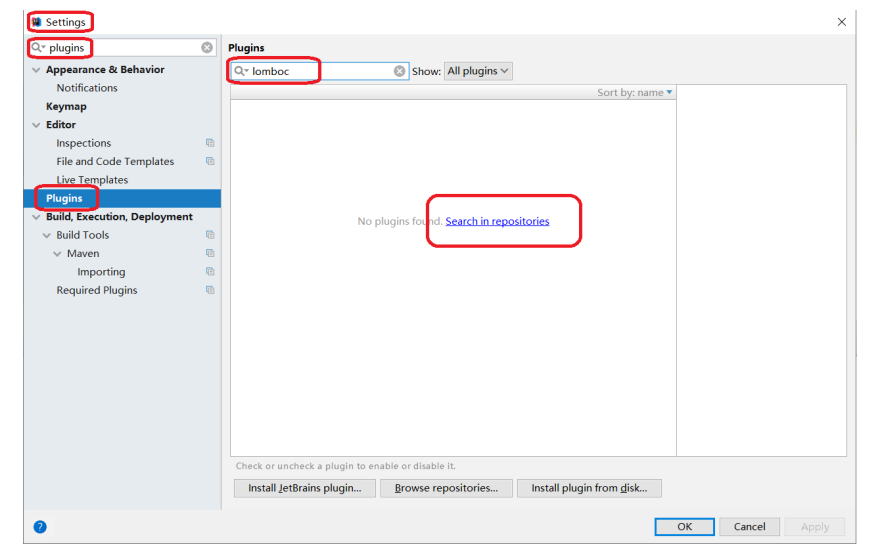 Settings
plugins
Appearance & Behavior
Notifications
Keymap
Editor
Inspections
File and Code Templates
Live Templates
Plugins
Build, Execution, Deployment
Build Tools
Maven
Importing
Required Plugins
Plugins
lomboc Show: All plugins
Sort by: name
No plugins found. Search in repositories
Check or uncheck a plugin to enable or disable it.
Install JetBrains plugin... Browse repositories... Install plugin from disk...
? OK Cancel Apply